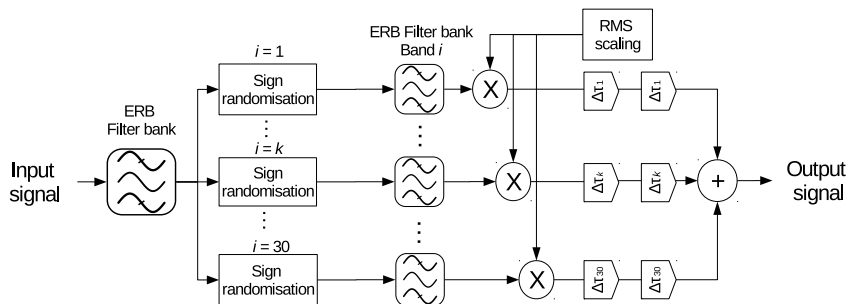 RMS
scaling
ERB Filter bank
Band i
i = 1
Sign
randomisation
X
Δτ1
Δτ1
ERB
Filter bank
Input
signal
i = k
Sign
randomisation
X
Δτk
Δτk
+
Output
signal
i = 30
Sign
randomisation
X
Δτ30
Δτ30